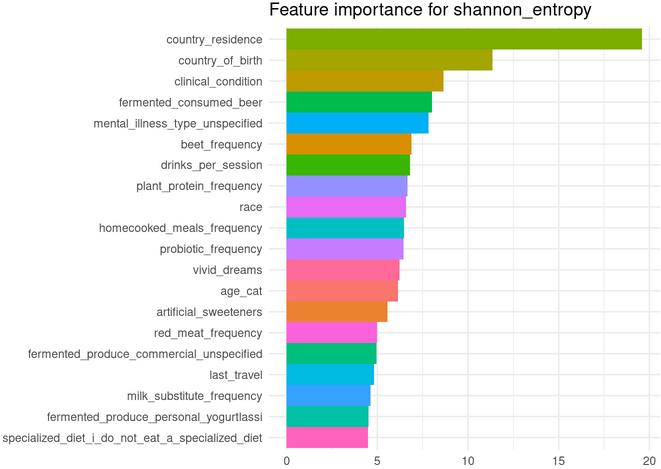 Feature importance for shannon_entropy
country_residence
country_of_birth
clinical_condition
fermented_consumed_beer
mental_illness_type_unspecified
beet_frequency
drinks_per_session
plant_protein_frequency
race
homecooked_meals_frequency
probiotic_frequency
vivid_dreams
age_cat
artificial_sweeteners
red_meat_frequency
fermented_produce_commercial_unspecified
last_travel
milk_substitute_frequency
fermented_produce_personal_yogurtlassi
specialized_diet_i_do_not_eat_a_specialized_diet
0 5 10 15 20